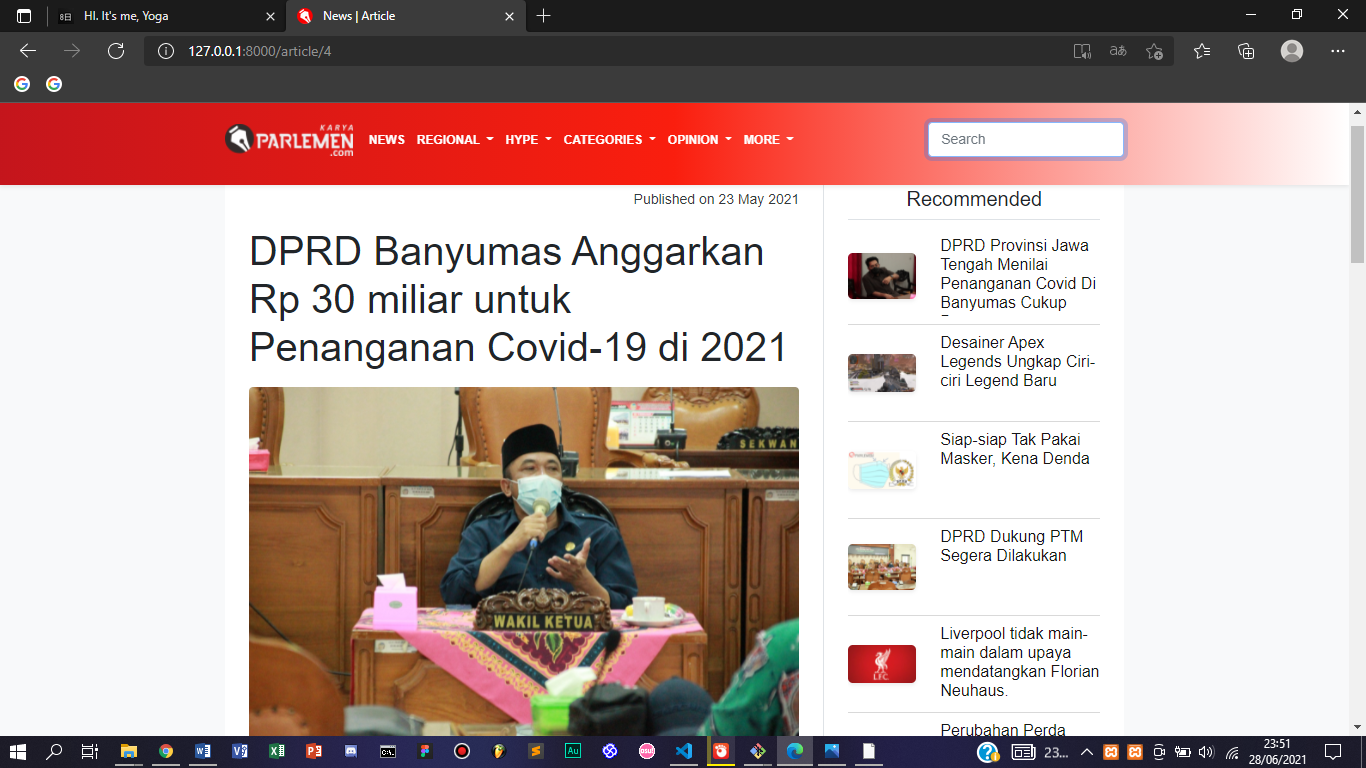 HI. It's me, Yoga
News | Article
127.0.0.1:8000/article/4
KARYA
PARLEMEN
.com
NEWS REGIONAL HYPE CATEGORIES OPINION MORE
Search
Published on 23 May 2021
DPRD Banyumas Anggarkan
Rp 30 miliar untuk
Penanganan Covid-19 di 2021
SEKWAN
WAKIL KETUA
Recommended
DPRD Provinsi Jawa
Tengah Menilai
Penanganan Covid Di
Banyumas Cukup
Desainer Apex
Legends Ungkap Ciri-
ciri Legend Baru
Siap-siap Tak Pakai
Masker, Kena Denda
DPRD Dukung PTM
Segera Dilakukan
L.F.C.
Liverpool tidak main-
main dalam upaya
mendatangkan Florian
Neuhaus.
Perubahan Perda
Au
osu!
23...
23:51
28/06/2021